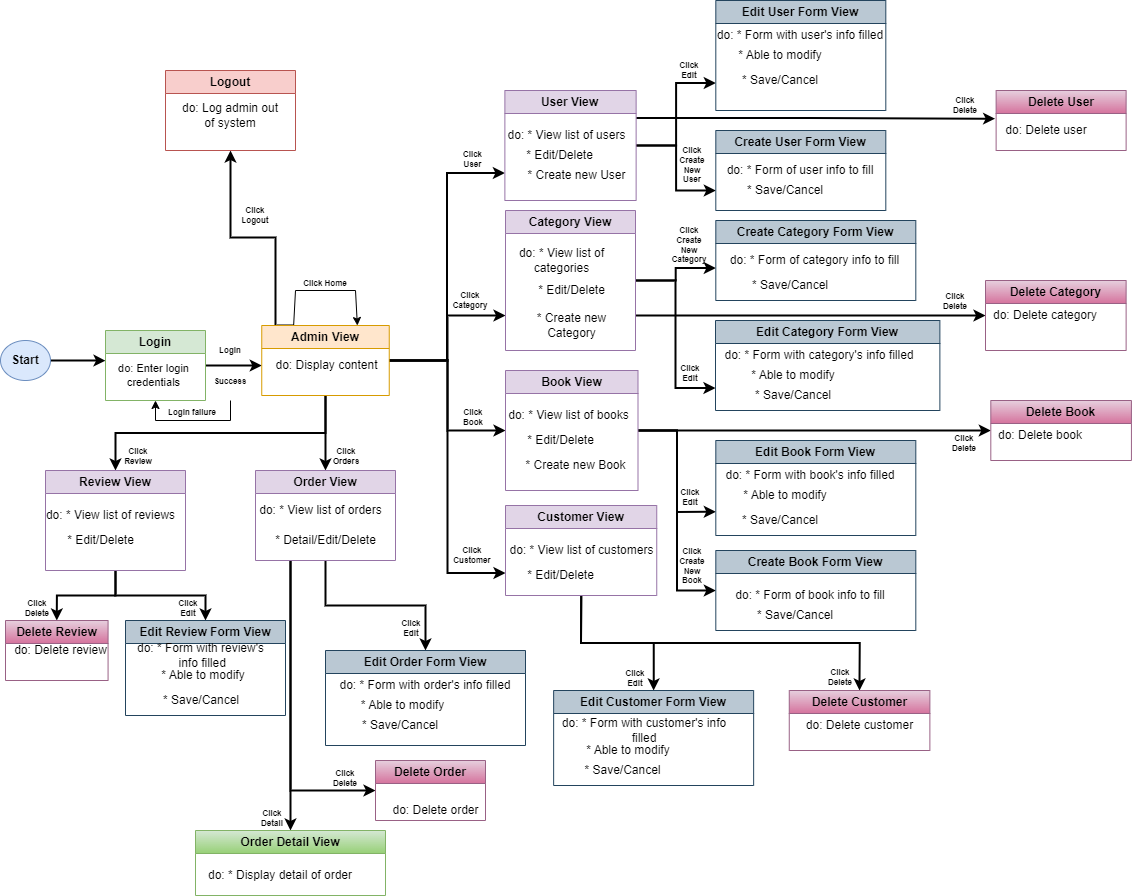 Edit User Form View
do: * Form with user's info filled
* Able to modify
* Save/Cancel
Click
Edit
Logout
do: Log admin out
of system
User View
do: * View list of users
* Edit/Delete
* Create new User
Click
Delete
Delete User
do: Delete user
Click
User
Click
Create
New
User
Create User Form View
do: * Form of user info to fill
* Save/Cancel
Click
Logout
Category View
do: * View list of
categories
* Edit/Delete
* Create new
Category
Click
Create
New
Category
Create Category Form View
do: * Form of category info to fill
* Save/Cancel
Click Home
Click
Category
Click
Delete
Delete Category
do: Delete category
Start
Login
do: Enter login
credentials
Login
Success
Login failure
Admin View
do: Display content
Edit Category Form View
do: * Form with category's info filled
* Able to modify
* Save/Cancel
Click
Edit
Book View
do: * View list of books
* Edit/Delete
* Create new Book
Click
Book
Click
Delete
Delete Book
do: Delete book
Click
Review
Click
Orders
Edit Book Form View
do: * Form with book's info filled
* Able to modify
* Save/Cancel
Click
Edit
Review View
do: * View list of reviews
* Edit/Delete
Order View
do: * View list of orders
* Detail/Edit/Delete
Customer View
do: * View list of customers
* Edit/Delete
Click
Customer
Click
Create
New
Book
Create Book Form View
do: * Form of book info to fill
* Save/Cancel
Click
Delete
Click
Edit
Delete Review
do: Delete review
Edit Review Form View
do: * Form with review's
info filled
* Able to modify
* Save/Cancel
Click
Edit
Edit Order Form View
do: * Form with order's info filled
* Able to modify
* Save/Cancel
Click
Edit
Click
Delete
Edit Customer Form View
do: * Form with customer's info
filled
* Able to modify
* Save/Cancel
Delete Customer
do: Delete customer
Click
Delete
Delete Order
do: Delete order
Click
Detail
Order Detail View
do: * Display detail of order